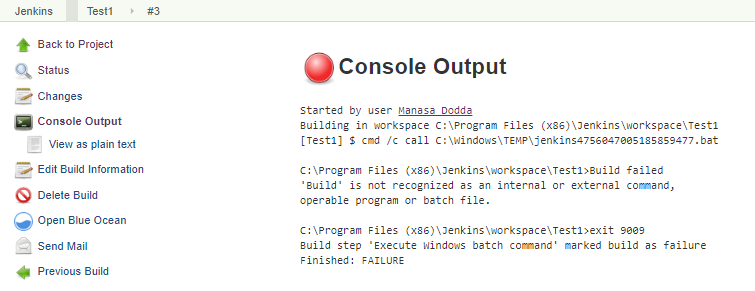 Jenkins Test1 #3
Back to Project
Status
Changes
Console Output
View as plain text
Edit Build Information
Delete Build
Open Blue Ocean
Send Mail
Previous Build
Console Output
Started by user Manasa Dodda
Building in workspace C:\Program Files (x86)\Jenkins\workspace\Test1
[Test1] $ cmd /c call C:\Windows\TEMP\jenkins4756047005185859477.bat
C:\Program Files (x86)\Jenkins\workspace\Test1>Build failed
'Build' is not recognized as an internal or external command,
operable program or batch file.
C:\Program Files (x86)\Jenkins\workspace\Test1>exit 9009
Build step 'Execute Windows batch command' marked build as failure
Finished: FAILURE